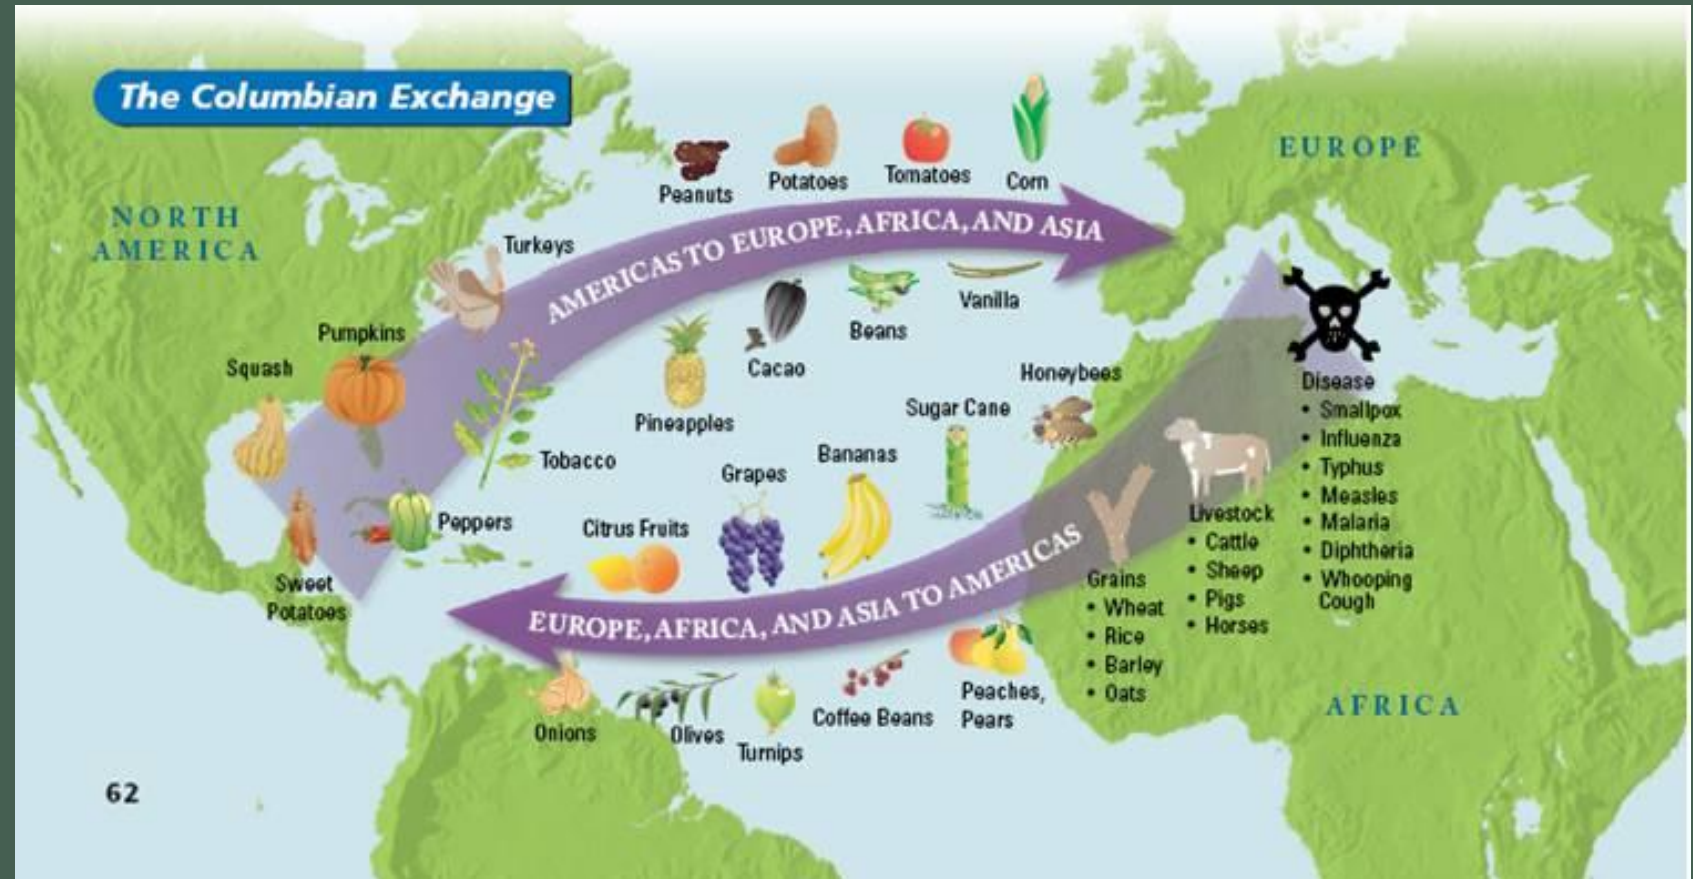 The Columbian Exchange
NORTH
AMERICA
EUROPE
AFRICA
Peanuts
Potatoes
Tomatoes
Corn
AMERICAS TO EUROPE, AFRICA, AND ASIA
Turkeys
Pumpkins
Squash
Tobacco
Pineapples
Cacao
Beans
Vanilla
Peppers
Sweet
Potatoes
Honeybees
Sugar Cane
Bananas
Grapes
Citrus Fruits
EUROPE, AFRICA, AND ASIA TO AMERICAS
Onions
Olives
Turnips
Coffee Beans
Peaches,
Pears
Grains
• Wheat
• Rice
• Barley
• Oats
Livestock
• Cattle
• Sheep
• Pigs
• Horses
Disease
• Smallpox
• Influenza
• Typhus
• Measles
• Malaria
• Diphtheria
• Whooping
Cough
62